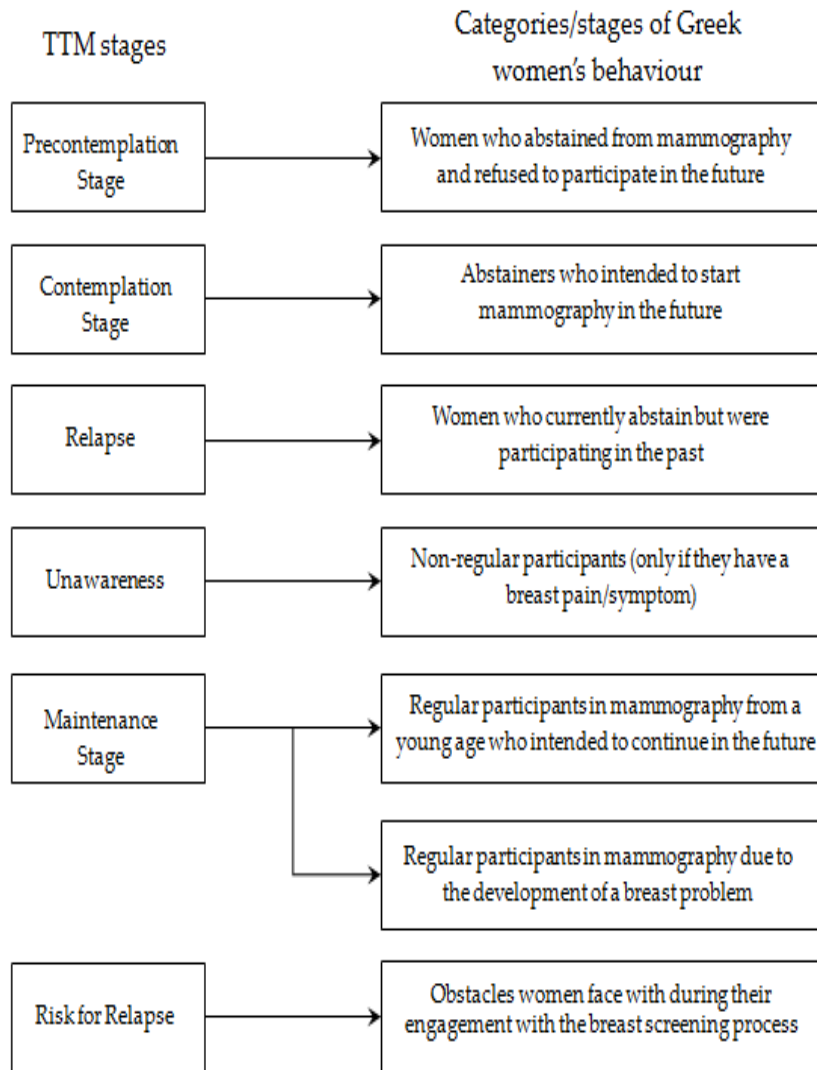 TTM stages
Categories/stages of Greek
women's behaviour
Precontemplation
Stage
Women who abstained from mammography
and refused to participate in the future
Contemplation
Stage
Abstainers who intended to start
mammography in the future
Relapse
Women who currently abstain but were
participating in the past
Unawareness
Non-regular participants (only if they have a
breast pain/symptom)
Maintenance
Stage
Regular participants in mammography from a
young age who intended to continue in the future
Regular participants in mammography due to
the development of a breast problem
Risk for Relapse
Obstacles women face with during their
engagement with the breast screening process